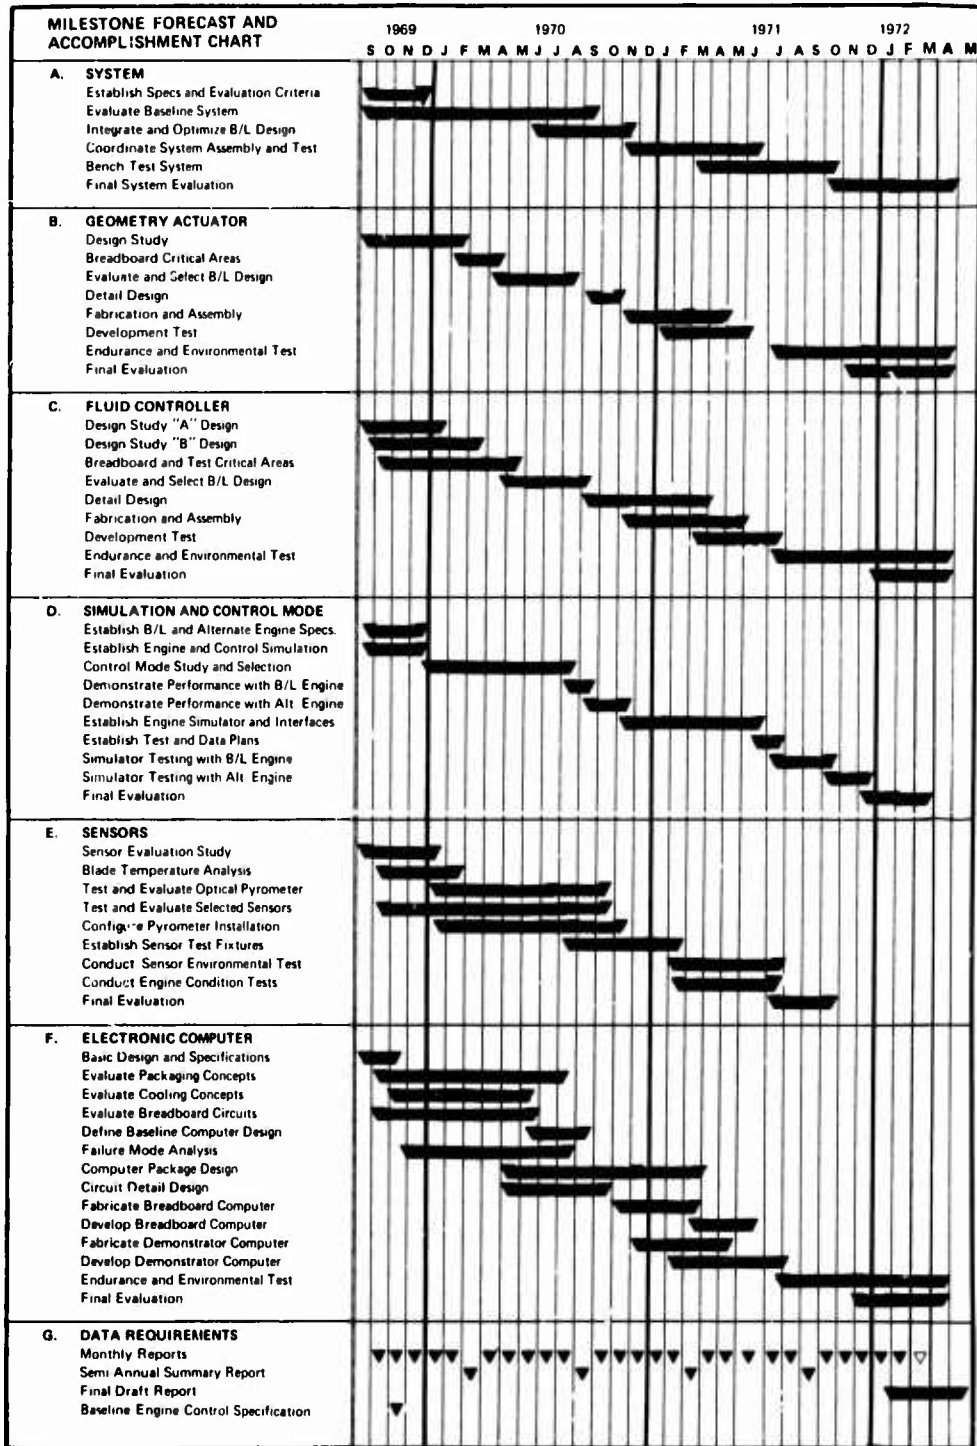 MILESTONE FORECAST AND
ACCOMPLISHMENT CHART
1969 1970 1971 1972
S O N D J F M A M J J A S O N D J F M A M J J A S O N D J F M A M
A. SYSTEM
Establish Specs and Evaluation Criteria
Evaluate Baseline System
Integrate and Optimize B/L Design
Coordinate System Assembly and Test
Bench Test System
Final System Evaluation
B. GEOMETRY ACTUATOR
Design Study
Breadboard Critical Areas
Evaluate and Select B/L Design
Detail Design
Fabrication and Assembly
Development Test
Endurance and Environmental Test
Final Evaluation
C. FLUID CONTROLLER
Design Study "A" Design
Design Study "B" Design
Breadboard and Test Critical Areas
Evaluate and Select B/L Design
Detail Design
Fabrication and Assembly
Development Test
Endurance and Environmental Test
Final Evaluation
D. SIMULATION AND CONTROL MODE
Establish B/L and Alternate Engine Specs.
Establish Engine and Control Simulation
Control Mode Study and Selection
Demonstrate Performance with B/L Engine
Demonstrate Performance with Alt Engine
Establish Engine Simulator and Interfaces
Establish Test and Data Plans
Simulator Testing with B/L Engine
Simulator Testing with Alt Engine
Final Evaluation
E. SENSORS
Sensor Evaluation Study
Blade Temperature Analysis
Test and Evaluate Optical Pyrometer
Test and Evaluate Selected Sensors
Configure Pyrometer Installation
Establish Sensor Test Fixtures
Conduct Sensor Environmental Test
Conduct Engine Condition Tests
Final Evaluation
F. ELECTRONIC COMPUTER
Basic Design and Specifications
Evaluate Packaging Concepts
Evaluate Cooling Concepts
Evaluate Breadboard Circuits
Define Baseline Computer Design
Failure Mode Analysis
Computer Package Design
Circuit Detail Design
Fabricate Breadboard Computer
Develop Breadboard Computer
Fabricate Demonstrator Computer
Develop Demonstrator Computer
Endurance and Environmental Test
Final Evaluation
G. DATA REQUIREMENTS
Monthly Reports
Semi Annual Summary Report
Final Draft Report
Baseline Engine Control Specification